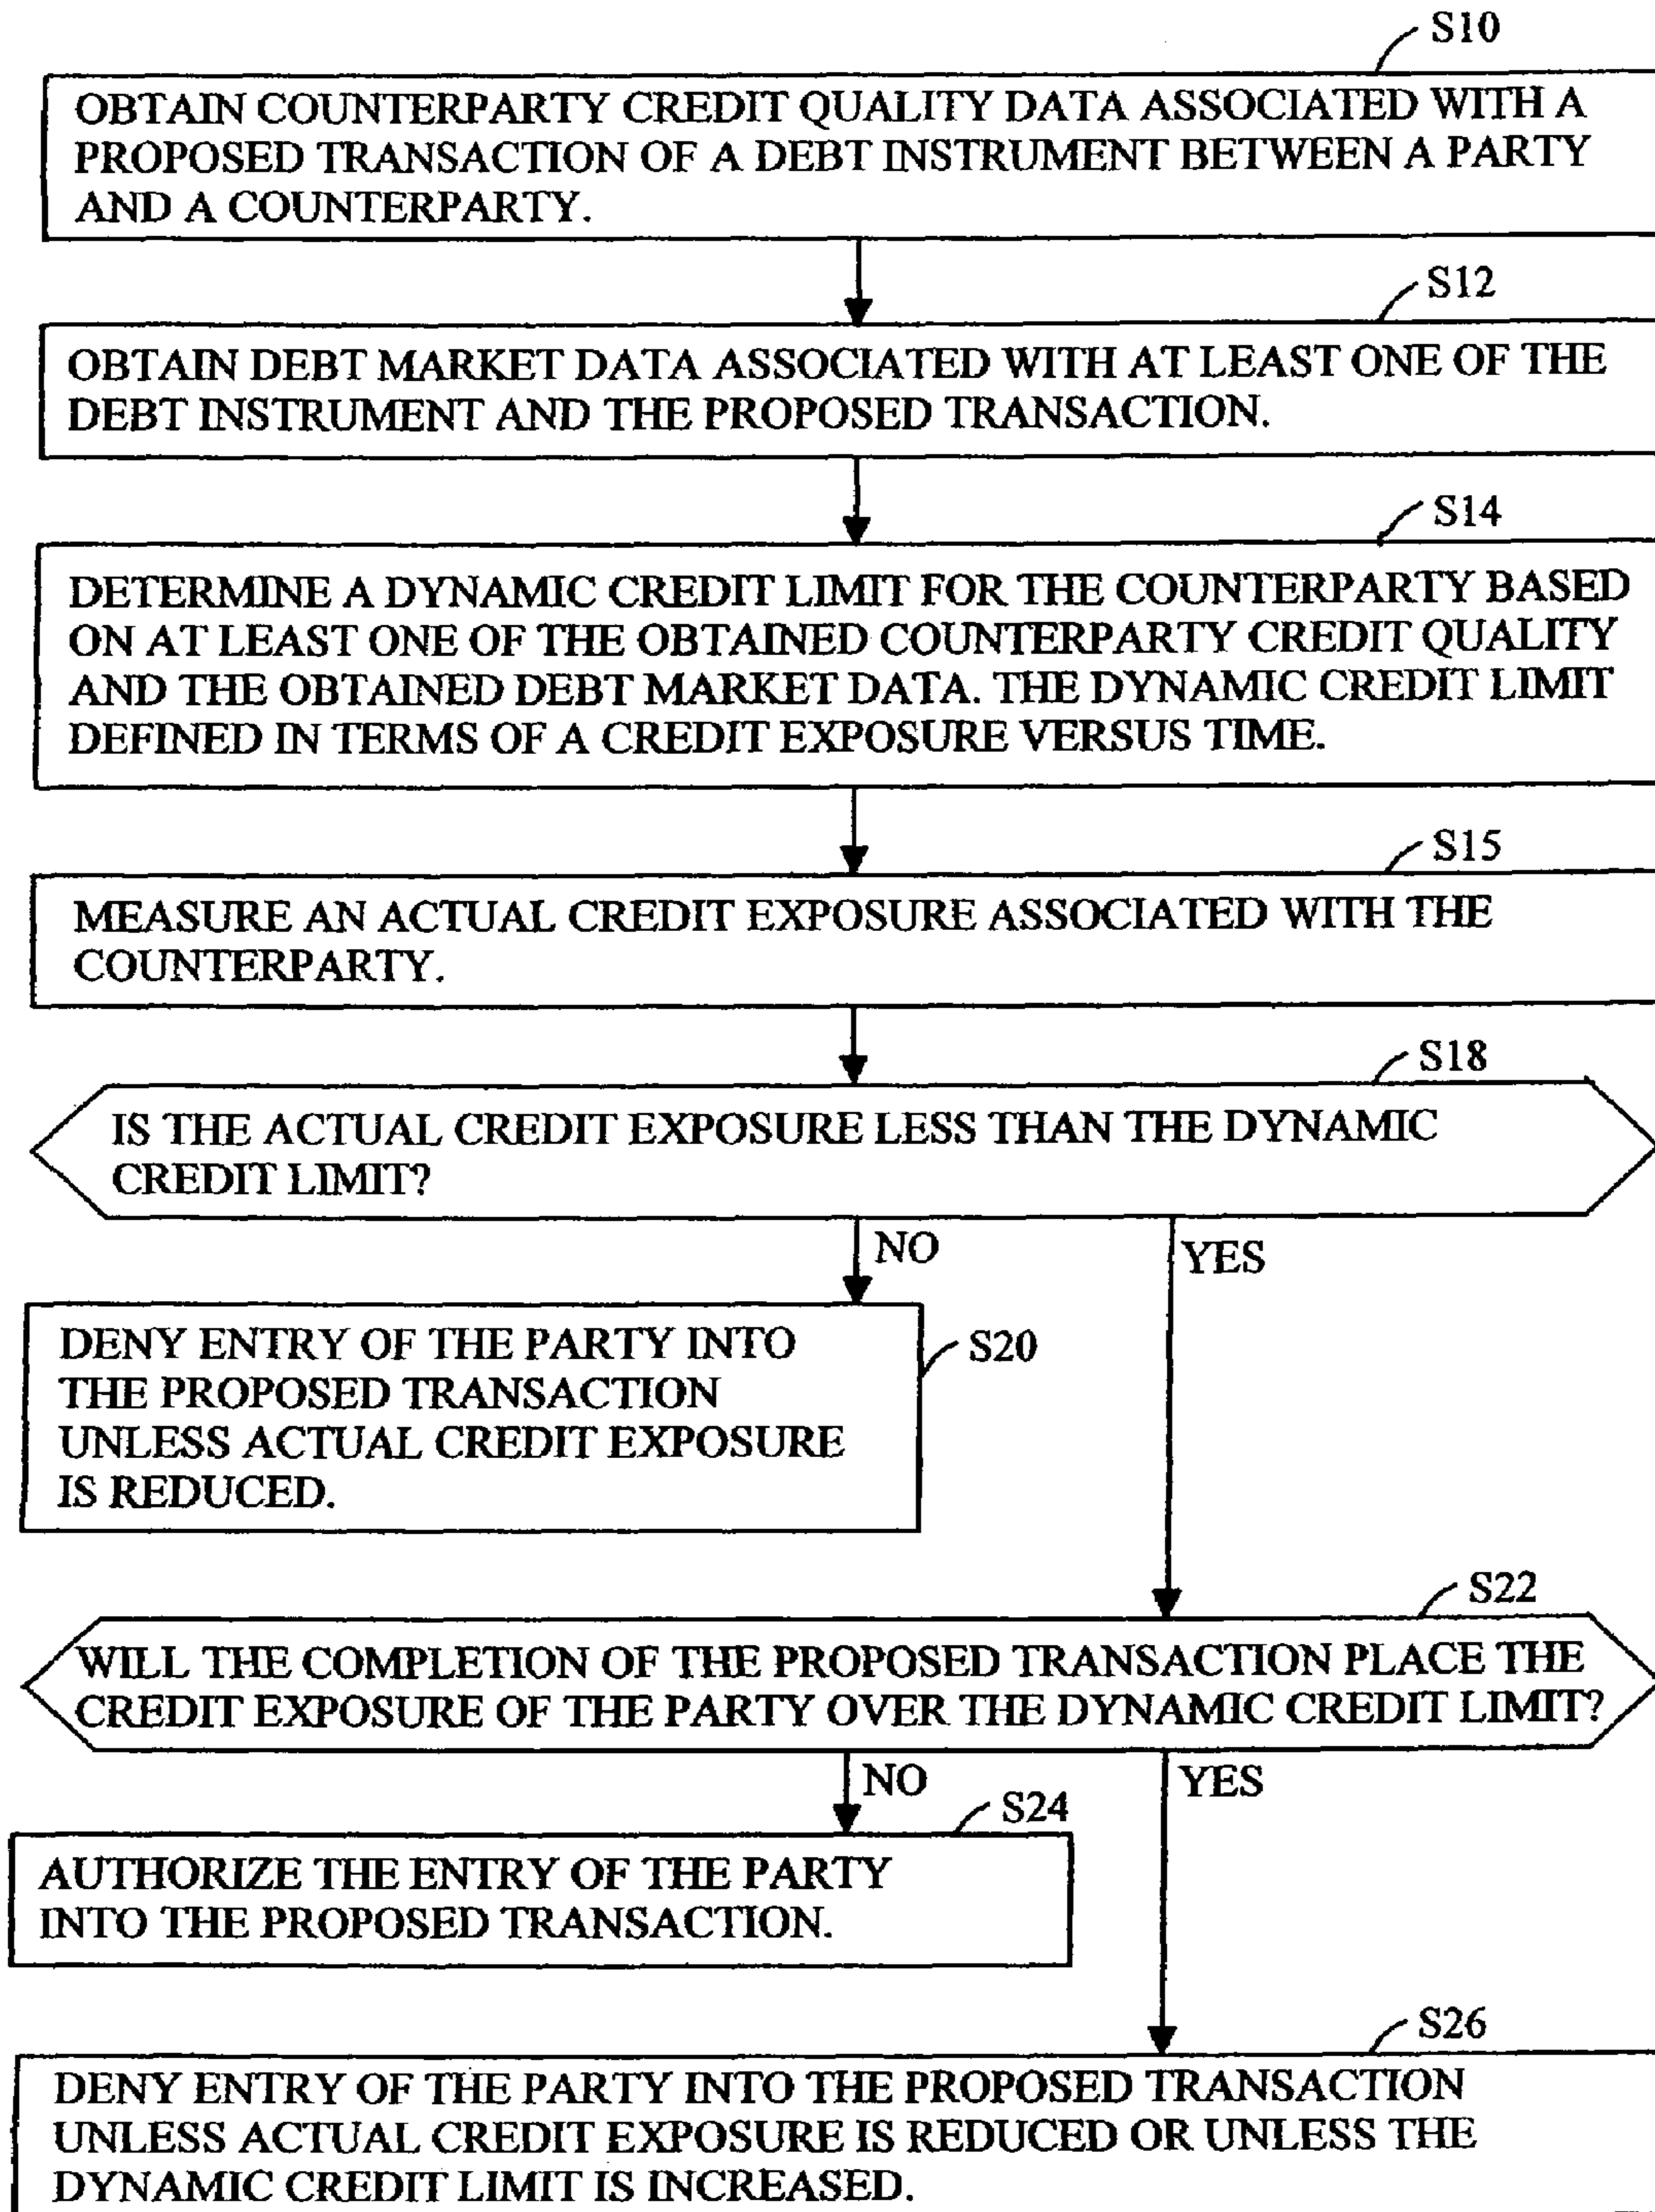 S10
OBTAIN COUNTERPARTY CREDIT QUALITY DATA ASSOCIATED WITH A
PROPOSED TRANSACTION OF A DEBT INSTRUMENT BETWEEN A PARTY
AND A COUNTERPARTY.
S12
OBTAIN DEBT MARKET DATA ASSOCIATED WITH AT LEAST ONE OF THE
DEBT INSTRUMENT AND THE PROPOSED TRANSACTION.
S14
DETERMINE A DYNAMIC CREDIT LIMIT FOR THE COUNTERPARTY BASED
ON AT LEAST ONE OF THE OBTAINED COUNTERPARTY CREDIT QUALITY
AND THE OBTAINED DEBT MARKET DATA. THE DYNAMIC CREDIT LIMIT
DEFINED IN TERMS OF A CREDIT EXPOSURE VERSUS TIME.
S15
MEASURE AN ACTUAL CREDIT EXPOSURE ASSOCIATED WITH THE
COUNTERPARTY.
S18
IS THE ACTUAL CREDIT EXPOSURE LESS THAN THE DYNAMIC
CREDIT LIMIT?
NO
YES
DENY ENTRY OF THE PARTY INTO
THE PROPOSED TRANSACTION
UNLESS ACTUAL CREDIT EXPOSURE
IS REDUCED.
S20
S22
WILL THE COMPLETION OF THE PROPOSED TRANSACTION PLACE THE
CREDIT EXPOSURE OF THE PARTY OVER THE DYNAMIC CREDIT LIMIT?
NO
YES
S24
AUTHORIZE THE ENTRY OF THE PARTY
INTO THE PROPOSED TRANSACTION.
S26
DENY ENTRY OF THE PARTY INTO THE PROPOSED TRANSACTION
UNLESS ACTUAL CREDIT EXPOSURE IS REDUCED OR UNLESS THE
DYNAMIC CREDIT LIMIT IS INCREASED.